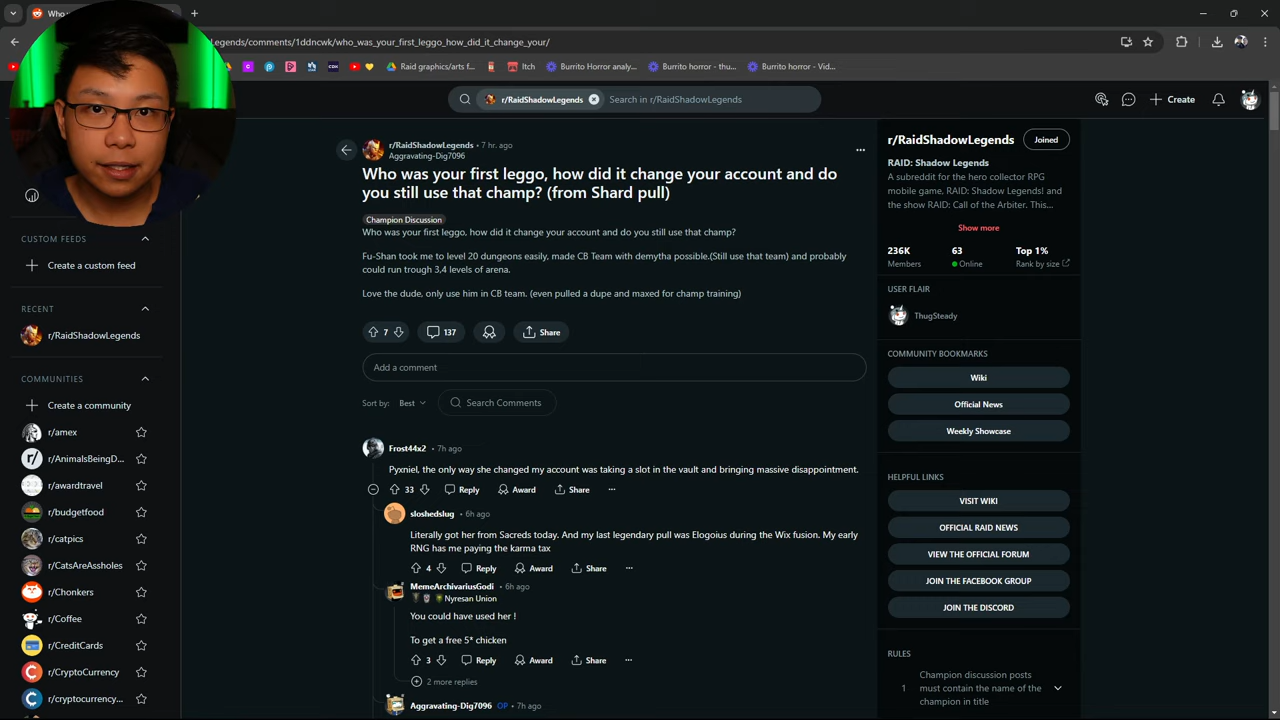 Legends/comments/1ddncwk/who_was_your_first_leggo_how_did_it_change_your/
Raid graphics/arts f...
Itch
Burrito Horror analy...
Burrito horror - thu...
Burrito horror - Vid...
r/RaidShadowLegends
Search in r/RaidShadowLegends
Create
CUSTOM FEEDS
Create a custom feed
RECENT
r/RaidShadowLegends
COMMUNITIES
Create a community
r/amex
r/AnimalsBeingD...
r/awardtravel
r/budgetfood
r/catpics
r/CatsAreAssholes
r/Chonkers
r/Coffee
r/CreditCards
r/CryptoCurrency
r/cryptocurrency...
r/RaidShadowLegends • 7 hr. ago
Aggravating-Dig7096
Who was your first leggo, how did it change your account and do
you still use that champ? (from Shard pull)
Champion Discussion
Who was your first leggo, how did it change your account and do you still use that champ?
Fu-Shan took me to level 20 dungeons easily, made CB Team with demytha possible.(Still use that team) and probably
could run trough 3,4 levels of arena.
Love the dude, only use him in CB team. (even pulled a dupe and maxed for champ training)
7
137
Share
Add a comment
Sort by: Best
Search Comments
Frost44x2 • 7h ago
Pyxniel, the only way she changed my account was taking a slot in the vault and bringing massive disappointment.
33 Reply Award Share ...
sloshedslug • 6h ago
Literally got her from Sacreds today. And my last legendary pull was Elogoius during the Wix fusion. My early
RNG has me paying the karma tax
4 Reply Award Share ...
MemeArchivariusGodi • 6h ago
Nyresan Union
You could have used her !
To get a free 5* chicken
3 Reply Award Share ...
2 more replies
Aggravating-Dig7096 OP • 7h ago
r/RaidShadowLegends
Joined
RAID: Shadow Legends
A subreddit for the hero collector RPG
mobile game, RAID: Shadow Legends! and
the show RAID: Call of the Arbiter. This...
Show more
236K 63 Top 1%
Members Online Rank by size
USER FLAIR
ThugSteady
COMMUNITY BOOKMARKS
Wiki
Official News
Weekly Showcase
HELPFUL LINKS
VISIT WIKI
OFFICIAL RAID NEWS
VIEW THE OFFICIAL FORUM
JOIN THE FACEBOOK GROUP
JOIN THE DISCORD
RULES
1 Champion discussion posts
must contain the name of the
champion in title